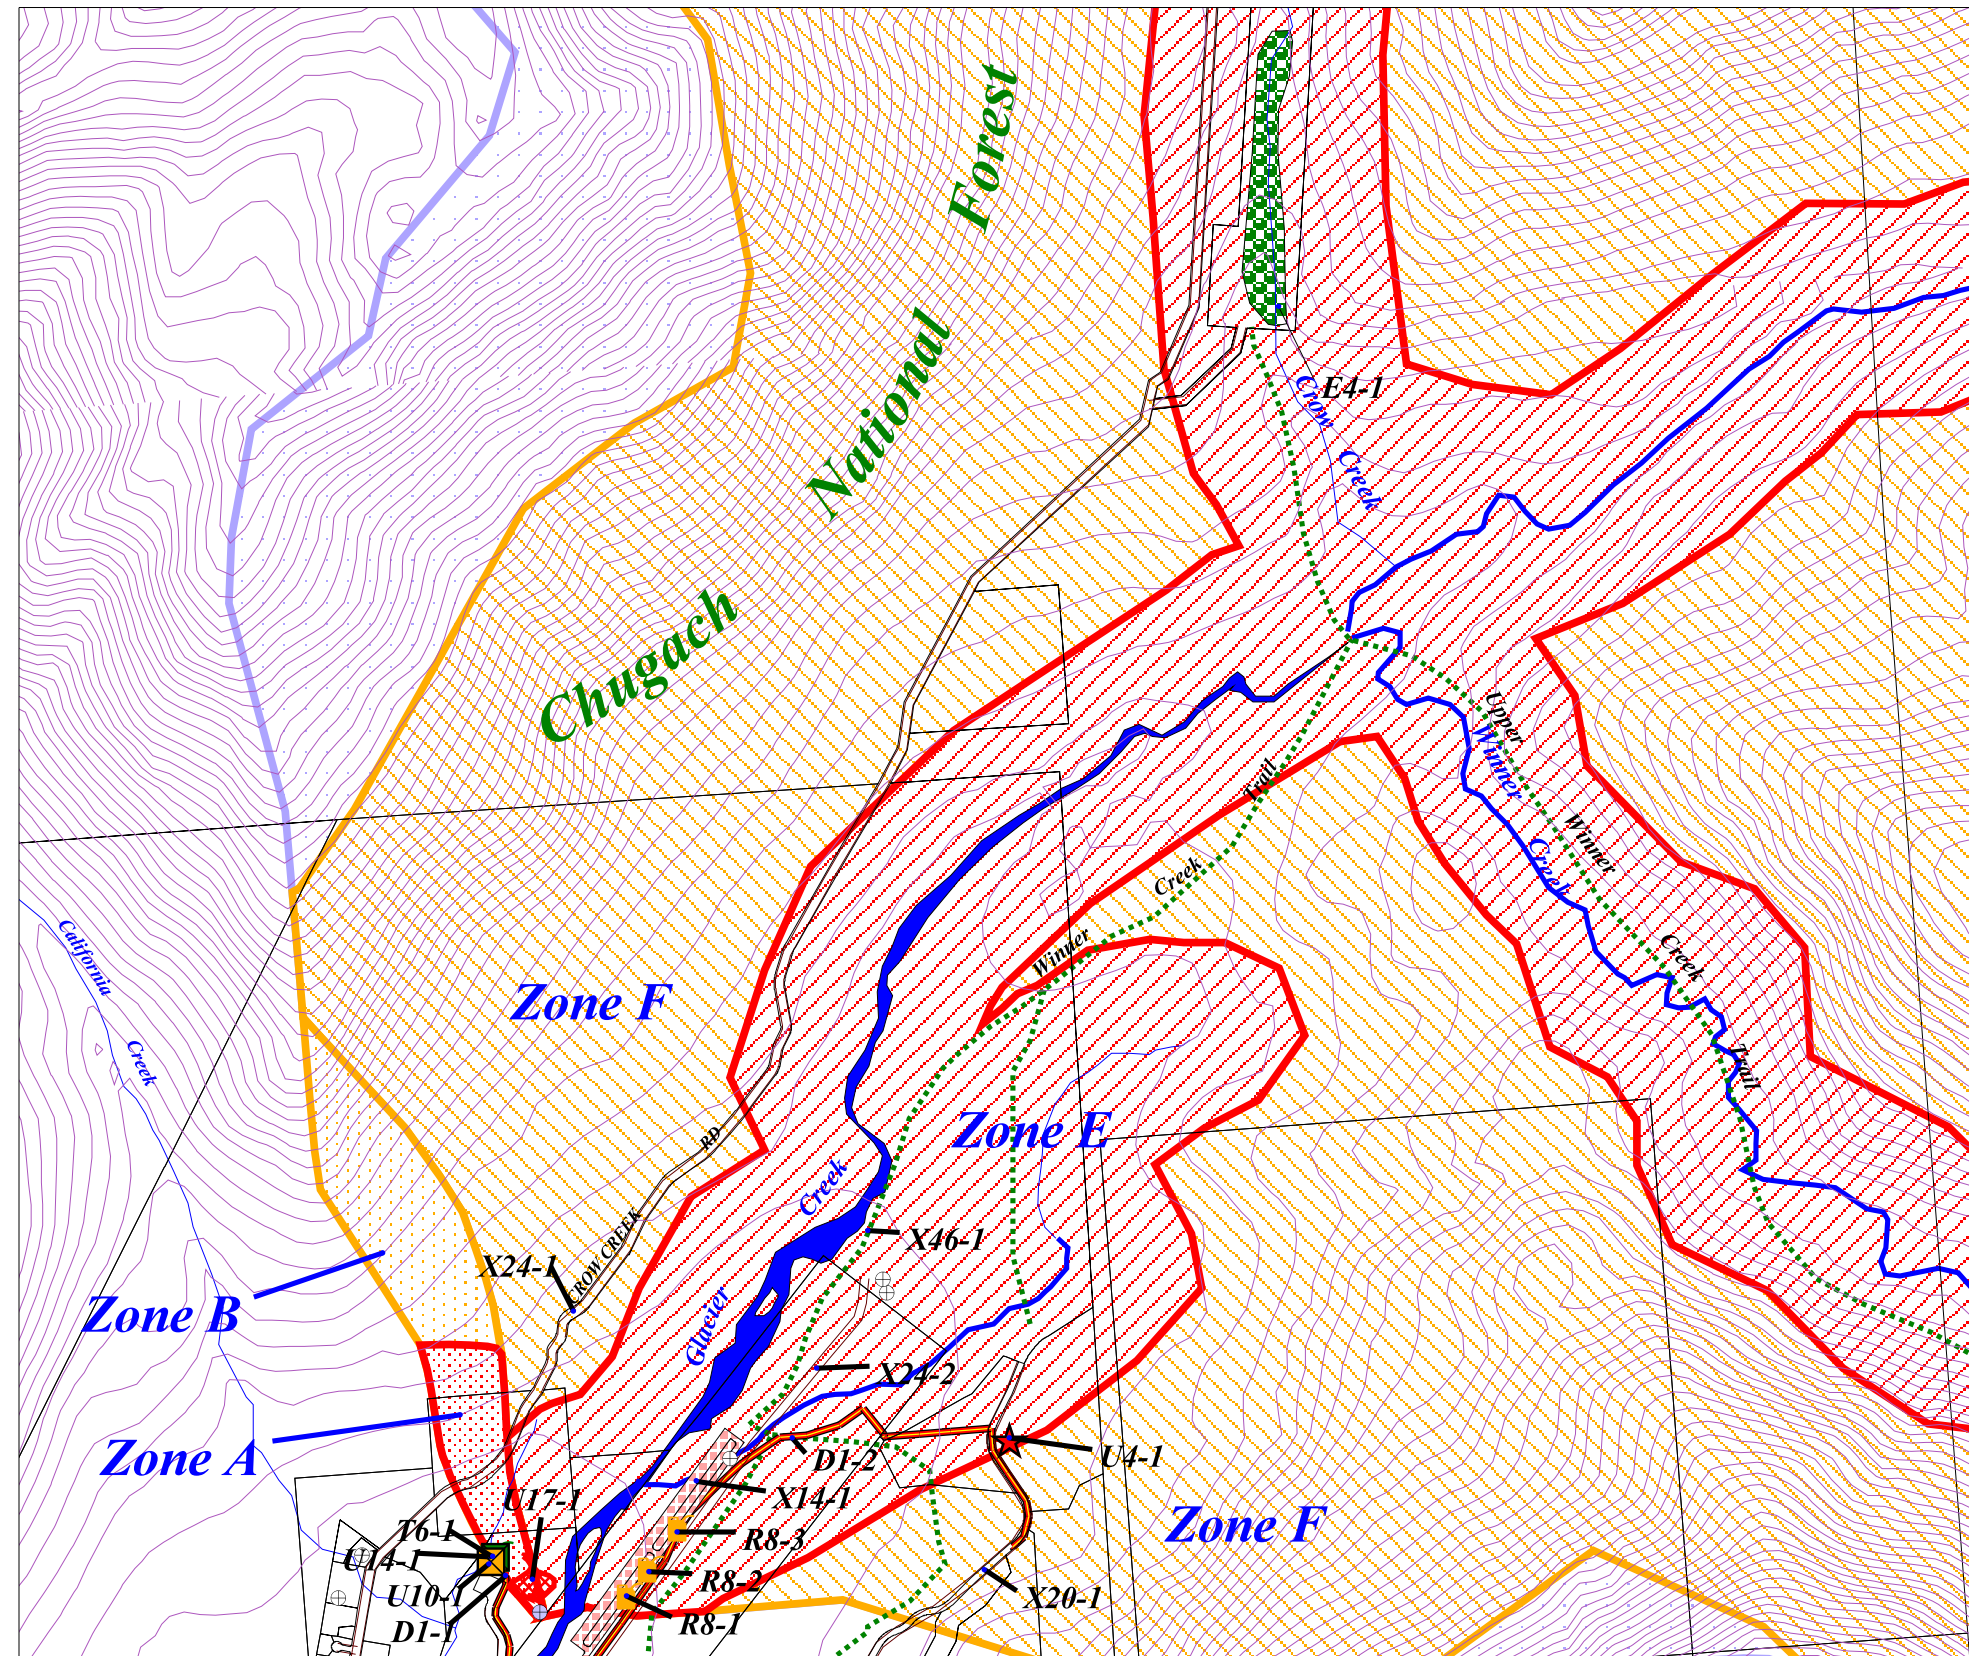 Chugach National Forest
E4-1
Crow Creek
Upper Winner Creek Trail
Winner Creek
Winner Creek Trail
California Creek
Zone F
Zone E
CROW CREEK RD
Glacier Creek
X46-1
X24-1
Zone B
X24-2
Zone A
D1-2
U4-1
X14-1
U17-1
T6-1
U14-1
U10-1
D1-1
R8-3
R8-2
R8-1
Zone F
X20-1